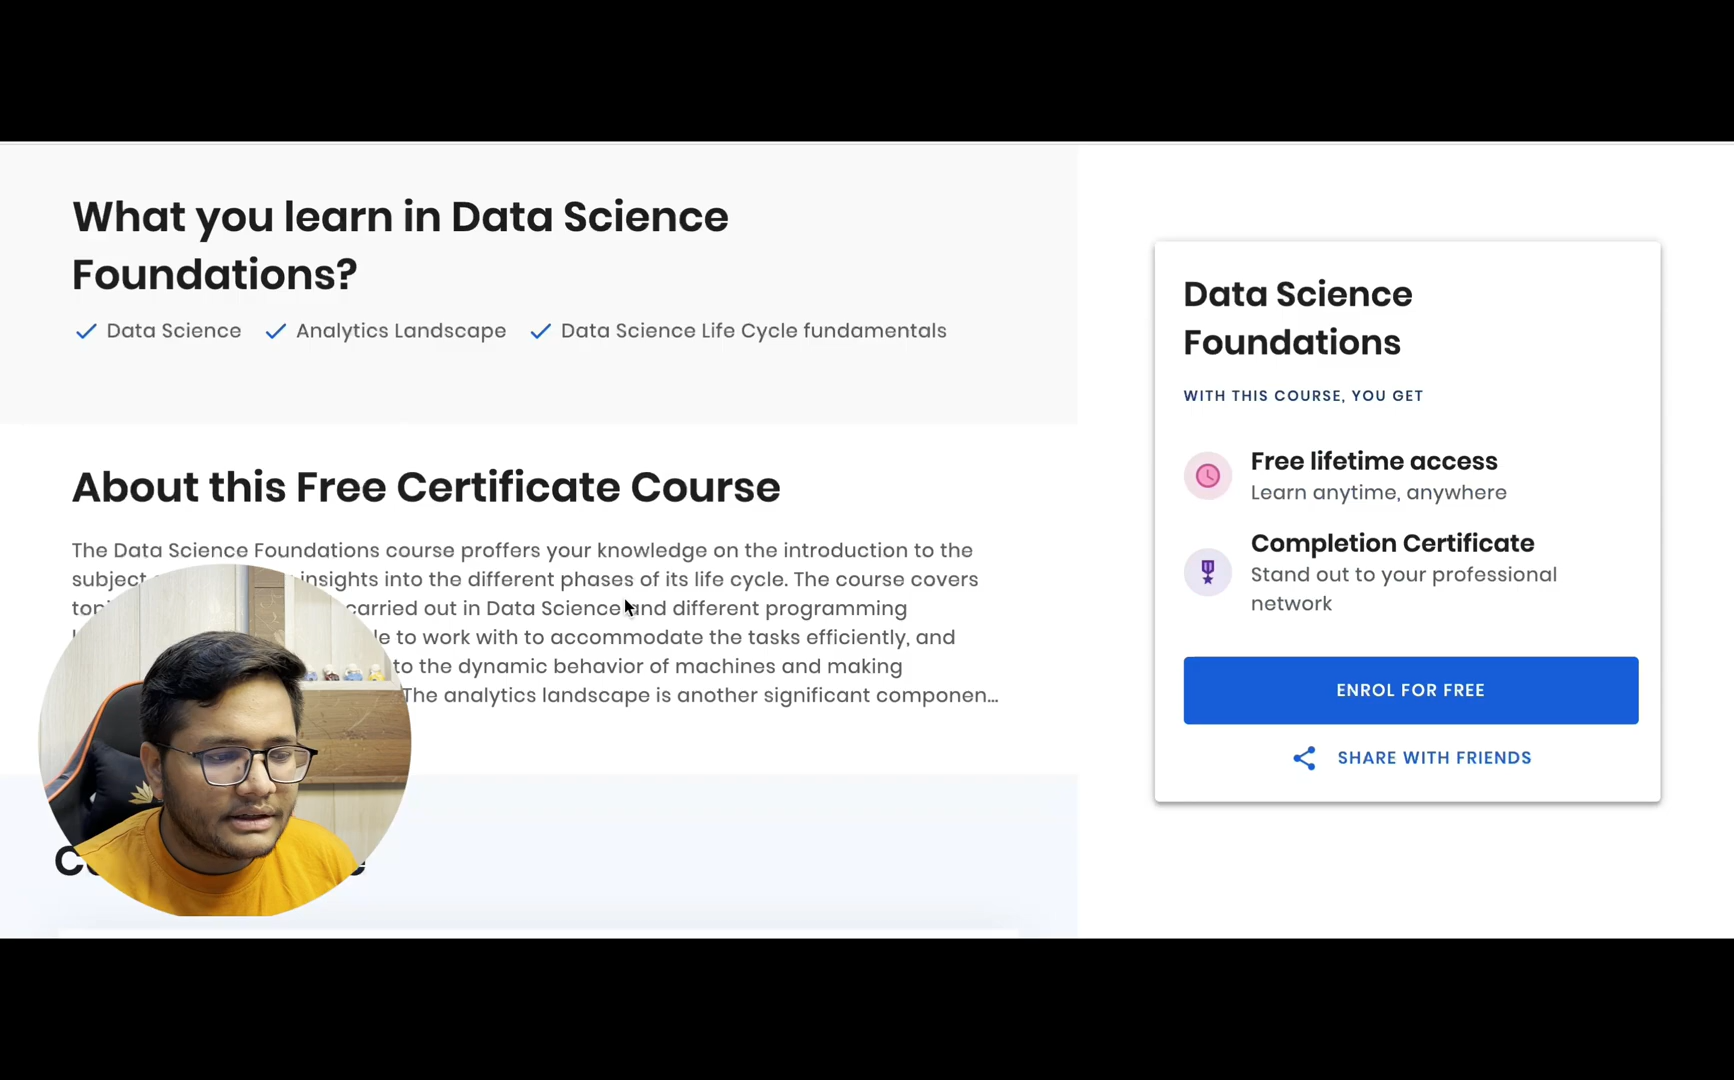 What you learn in Data Science
Foundations?
Data Science
Analytics Landscape
Data Science Life Cycle fundamentals
About this Free Certificate Course
The Data Science Foundations course proffers your knowledge on the introduction to the
subject insights into the different phases of its life cycle. The course covers
carried out in Data Science and different programming
to work with to accommodate the tasks efficiently, and
to the dynamic behavior of machines and making
The analytics landscape is another significant componen...
Data Science
Foundations
WITH THIS COURSE, YOU GET
Free lifetime access
Learn anytime, anywhere
Completion Certificate
Stand out to your professional
network
ENROL FOR FREE
SHARE WITH FRIENDS